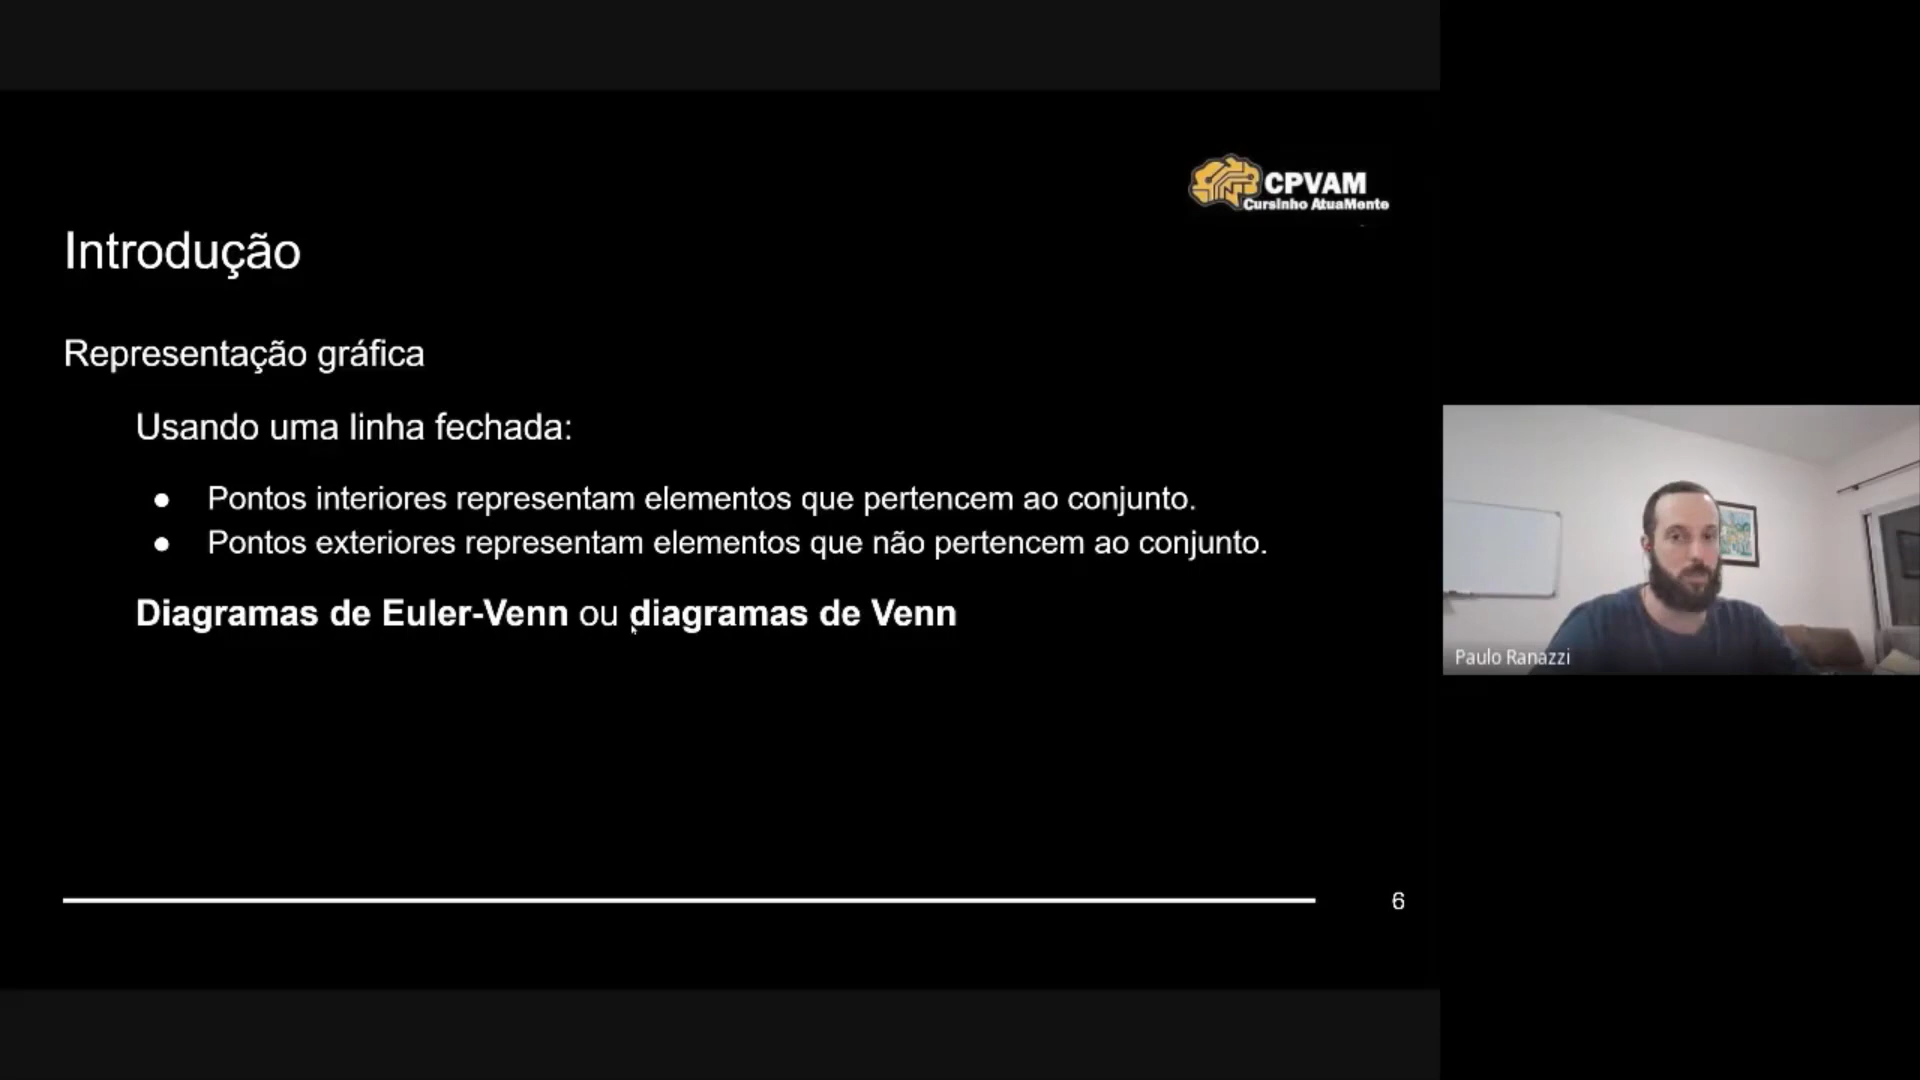 CPVAM
Cursinho AtuaMente
Introdução
Representação gráfica
Usando uma linha fechada:
● Pontos interiores representam elementos que pertencem ao conjunto.
● Pontos exteriores representam elementos que não pertencem ao conjunto.
Diagramas de Euler-Venn ou diagramas de Venn
Paulo Ranazzi
6